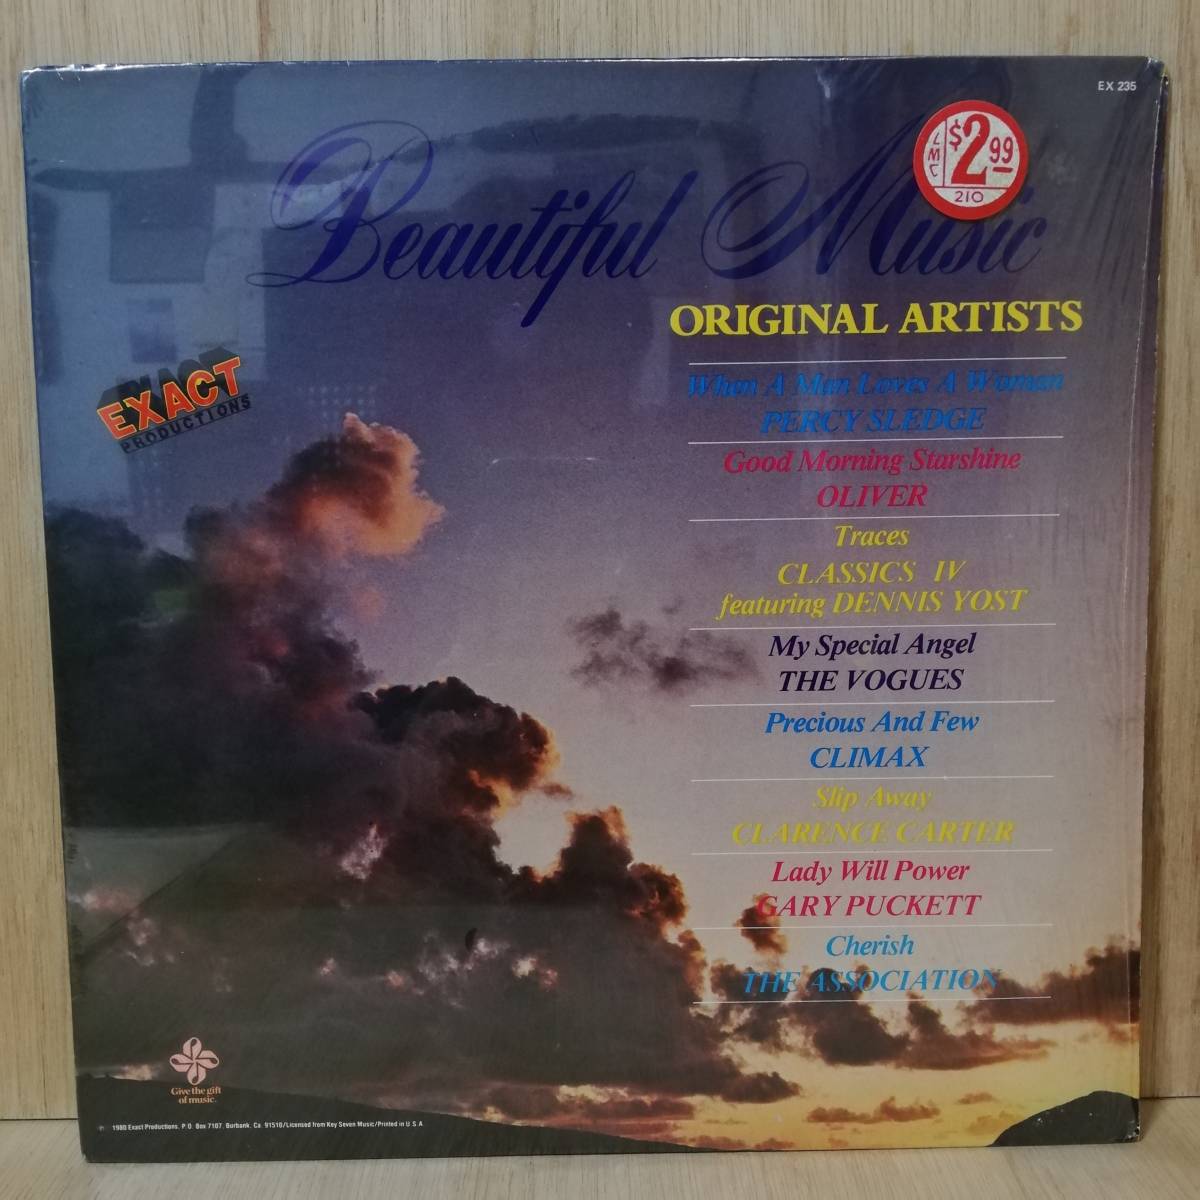 EX 235
Beautiful Music
LMC
$2.99
210
ORIGINAL ARTISTS
EXACT
PRODUCTIONS
When A Man Loves A Woman
PERCY SLEDGE
Good Morning Starshine
OLIVER
Traces
CLASSICS IV
featuring DENNIS YOST
My Special Angel
THE VOGUES
Precious And Few
CLIMAX
Slip Away
CLARENCE CARTER
Lady Will Power
GARY PUCKETT
Cherish
THE ASSOCIATION
Give the gift
of music.
℗ 1980 Exact Productions, P.O. Box 7107, Burbank, Ca. 91510/Licensed from Key Seven Music/Printed in U.S.A